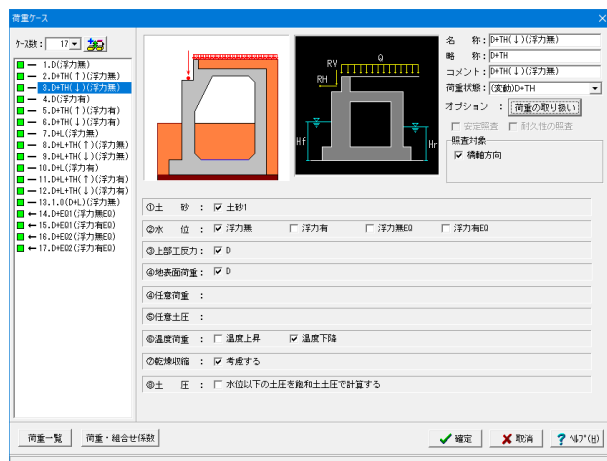 荷重ケース
ケース数： 17
1.D(浮力無)
2.D+TH(↑)(浮力無)
3.D+TH(↓)(浮力無)
4.D(浮力有)
5.D+TH(↑)(浮力有)
6.D+TH(↓)(浮力有)
7.D+L(浮力無)
8.D+L+TH(↑)(浮力無)
9.D+L+TH(↓)(浮力無)
10.D+L(浮力有)
11.D+L+TH(↑)(浮力有)
12.D+L+TH(↓)(浮力有)
13.1.0(D+L)(浮力無)
14.D+EQ1(浮力無EQ)
15.D+EQ1(浮力有EQ)
16.D+EQ2(浮力無EQ)
17.D+EQ2(浮力有EQ)
RV Q
RH
Hf Hr
名　称：D+TH(↓)(浮力無)
略　称：D+TH
コメント：D+TH(↓)(浮力無)
荷重状態：(変動)D+TH
オプション ： 荷重の取り扱い
安定照査 耐久性の照査
照査対象
橋軸方向
①土　砂 ： 土砂1
②水　位 ： 浮力無 浮力有 浮力無EQ 浮力有EQ
③上部工反力： D
④地表面荷重： D
④任意荷重 ：
⑤任意土圧 ：
⑥温度荷重 ： 温度上昇 温度下降
⑦乾燥収縮 ： 考慮する
⑧土　圧 ： 水位以下の土圧を飽和土土圧で計算する
荷重一覧 荷重・組合せ係数 確定 取消 ヘルプ(H)